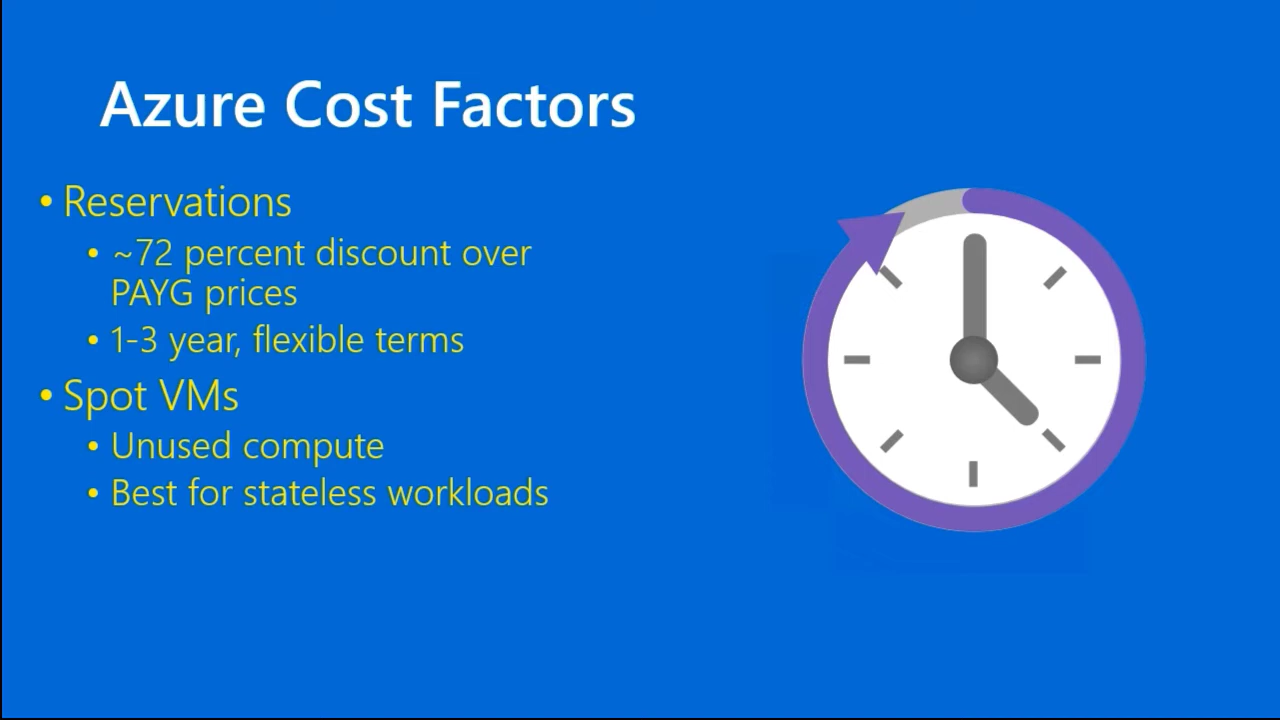 Azure Cost Factors
• Reservations
• ~72 percent discount over
PAYG prices
• 1-3 year, flexible terms
• Spot VMs
• Unused compute
• Best for stateless workloads